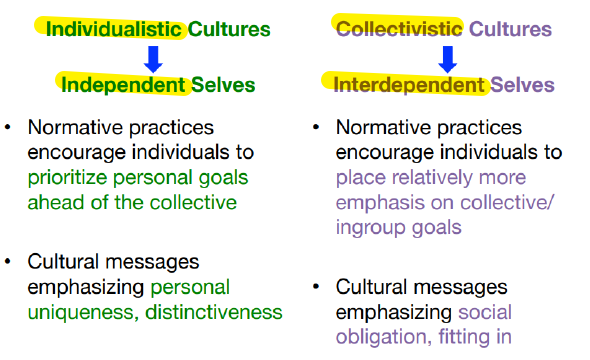 Individualistic Cultures
Independent Selves
• Normative practices
encourage individuals to
prioritize personal goals
ahead of the collective
• Cultural messages
emphasizing personal
uniqueness, distinctiveness
Collectivistic Cultures
Interdependent Selves
• Normative practices
encourage individuals to
place relatively more
emphasis on collective/
ingroup goals
• Cultural messages
emphasizing social
obligation, fitting in